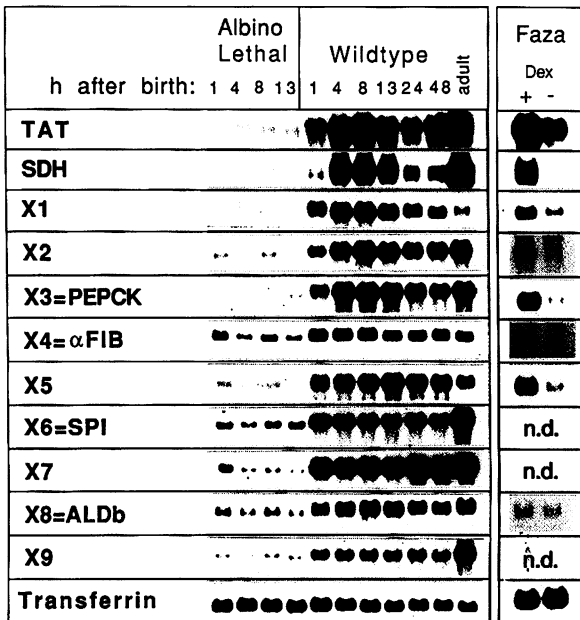 Albino
Lethal
Wildtype
Faza
Dex
h after birth: 1 4 8 13 1 4 8 13 24 48 adult + -
TAT
SDH
X1
X2
X3=PEPCK
X4=αFIB
X5
X6=SPI n.d.
X7 n.d.
X8=ALDb
X9 n.d.
Transferrin